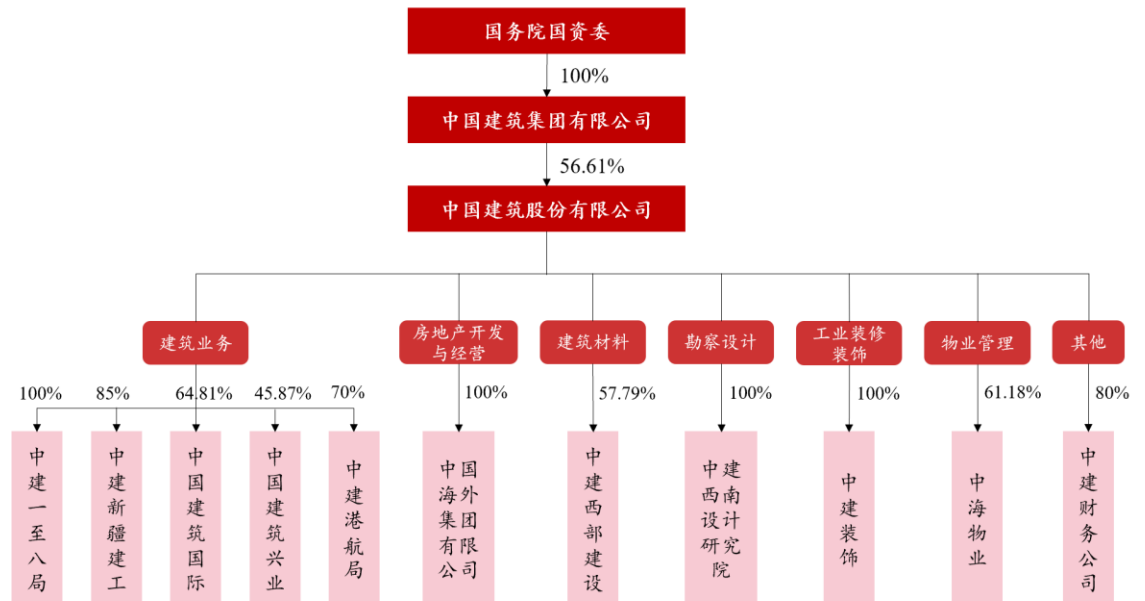 国务院国资委
100%
中国建筑集团有限公司
56.61%
中国建筑股份有限公司
建筑业务
房地产开发
与经营
建筑材料
勘察设计
工业装修
装饰
物业管理
其他
100%
85%
64.81%
45.87%
70%
100%
57.79%
100%
100%
61.18%
80%
中建一至八局
中建新疆建工
中国建筑国际
中国建筑兴业
中建港航局
中国
海外
集团
有限
公司
中建西部建设
中建
西南
设计
研究
院
中建装饰
中海物业
中建财务公司